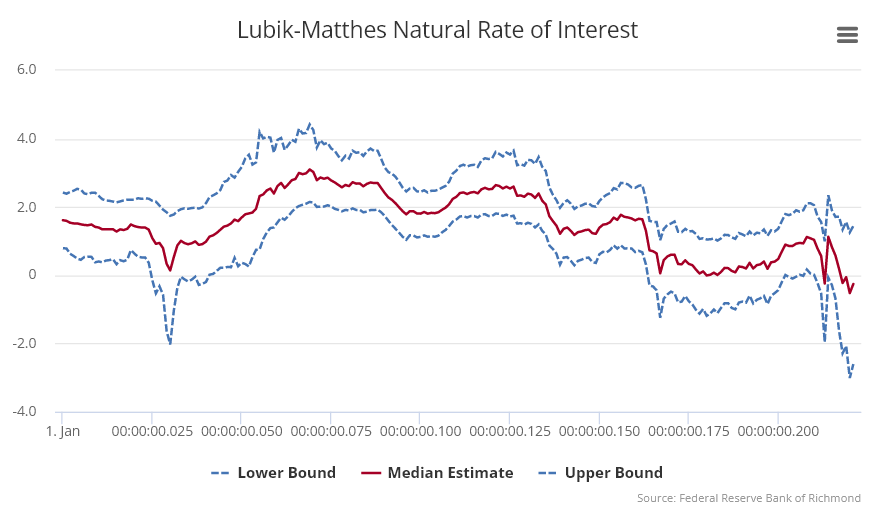 Lubik-Matthes Natural Rate of Interest
6.0
4.0
2.0
0
-2.0
-4.0
1. Jan 00:00:00.025 00:00:00.050 00:00:00.075 00:00:00.100 00:00:00.125 00:00:00.150 00:00:00.175 00:00:00.200
Lower Bound Median Estimate Upper Bound
Source: Federal Reserve Bank of Richmond